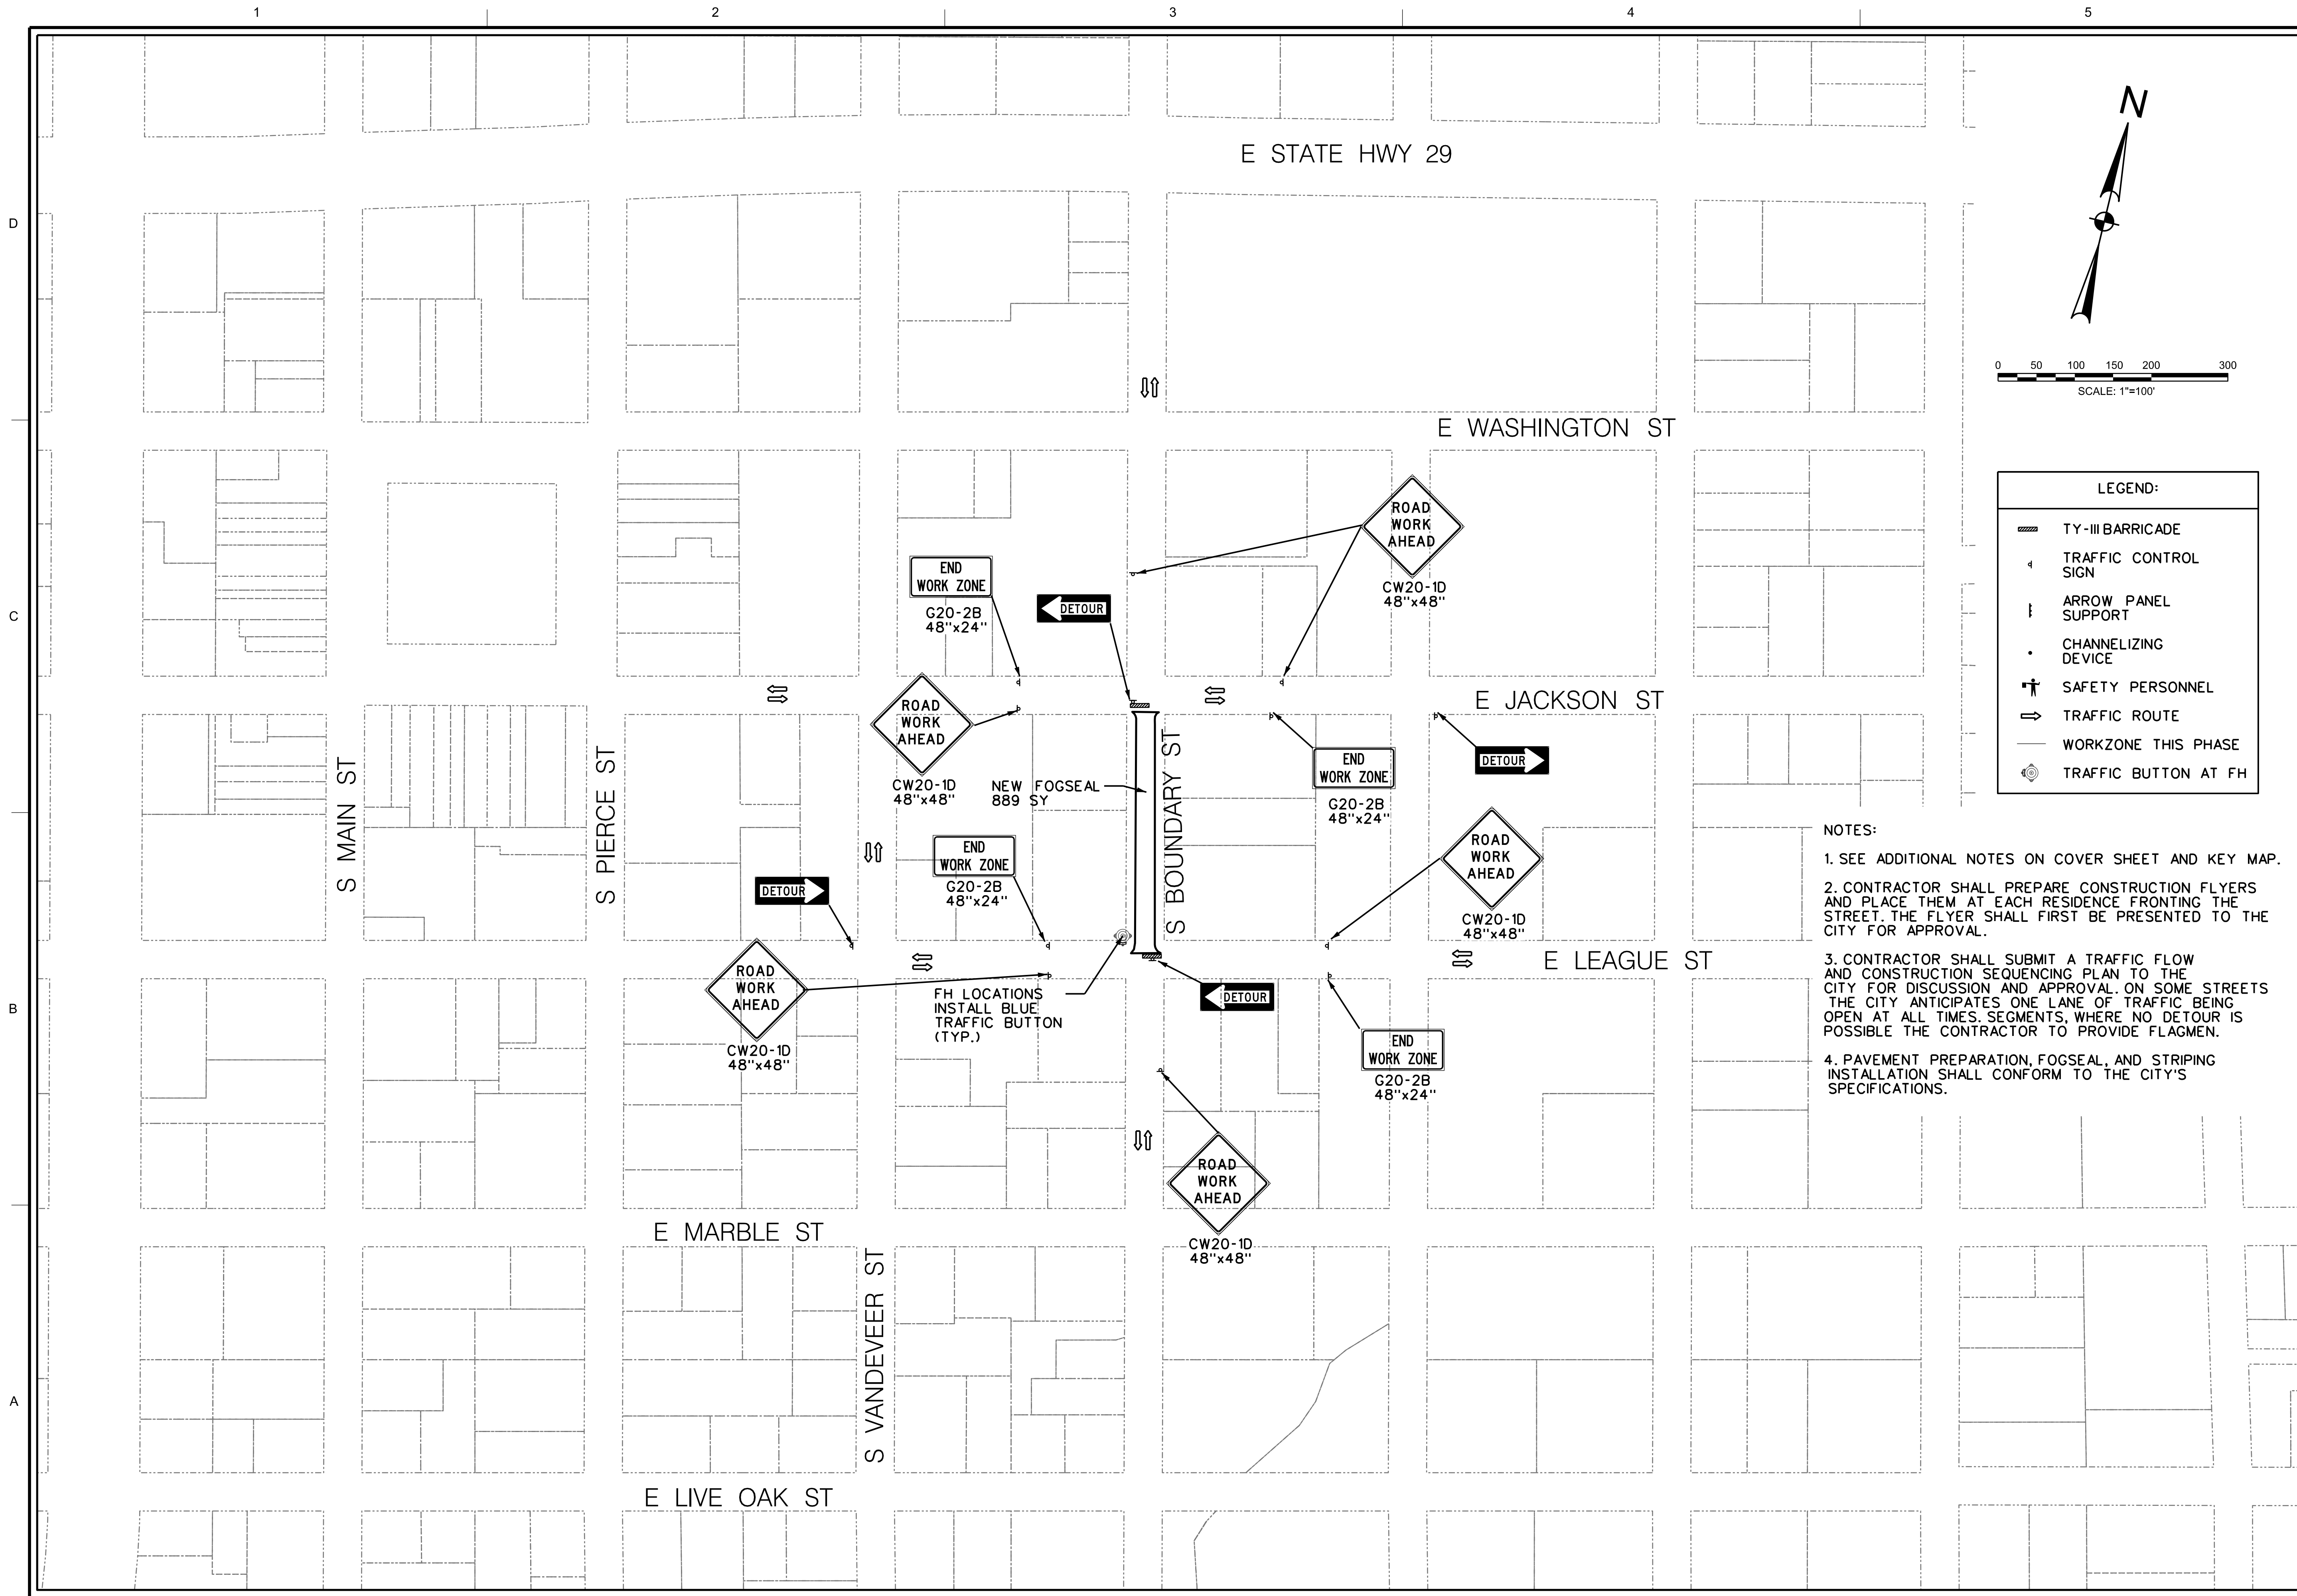 1
2
3
4
5
D
C
B
A
E STATE HWY 29
N
0 50 100 150 200 300
SCALE: 1"=100'
E WASHINGTON ST
LEGEND:
TY-III BARRICADE
TRAFFIC CONTROL
SIGN
ARROW PANEL
SUPPORT
CHANNELIZING
DEVICE
SAFETY PERSONNEL
TRAFFIC ROUTE
WORKZONE THIS PHASE
TRAFFIC BUTTON AT FH
ROAD
WORK
AHEAD
CW20-1D
48"x48"
END
WORK ZONE
G20-2B
48"x24"
DETOUR
ROAD
WORK
AHEAD
CW20-1D
48"x48"
E JACKSON ST
END
WORK ZONE
G20-2B
48"x24"
DETOUR
S MAIN ST
S PIERCE ST
NEW FOGSEAL
889 SY
S BOUNDARY ST
END
WORK ZONE
G20-2B
48"x24"
DETOUR
ROAD
WORK
AHEAD
CW20-1D
48"x48"
ROAD
WORK
AHEAD
CW20-1D
48"x48"
E LEAGUE ST
FH LOCATIONS
INSTALL BLUE
TRAFFIC BUTTON
(TYP.)
DETOUR
END
WORK ZONE
G20-2B
48"x24"
ROAD
WORK
AHEAD
CW20-1D
48"x48"
NOTES:
1. SEE ADDITIONAL NOTES ON COVER SHEET AND KEY MAP.
2. CONTRACTOR SHALL PREPARE CONSTRUCTION FLYERS
AND PLACE THEM AT EACH RESIDENCE FRONTING THE
STREET. THE FLYER SHALL FIRST BE PRESENTED TO THE
CITY FOR APPROVAL.
3. CONTRACTOR SHALL SUBMIT A TRAFFIC FLOW
AND CONSTRUCTION SEQUENCING PLAN TO THE
CITY FOR DISCUSSION AND APPROVAL. ON SOME STREETS
THE CITY ANTICIPATES ONE LANE OF TRAFFIC BEING
OPEN AT ALL TIMES. SEGMENTS, WHERE NO DETOUR IS
POSSIBLE THE CONTRACTOR TO PROVIDE FLAGMEN.
4. PAVEMENT PREPARATION, FOGSEAL, AND STRIPING
INSTALLATION SHALL CONFORM TO THE CITY'S
SPECIFICATIONS.
E MARBLE ST
S VANDEVEER ST
E LIVE OAK ST